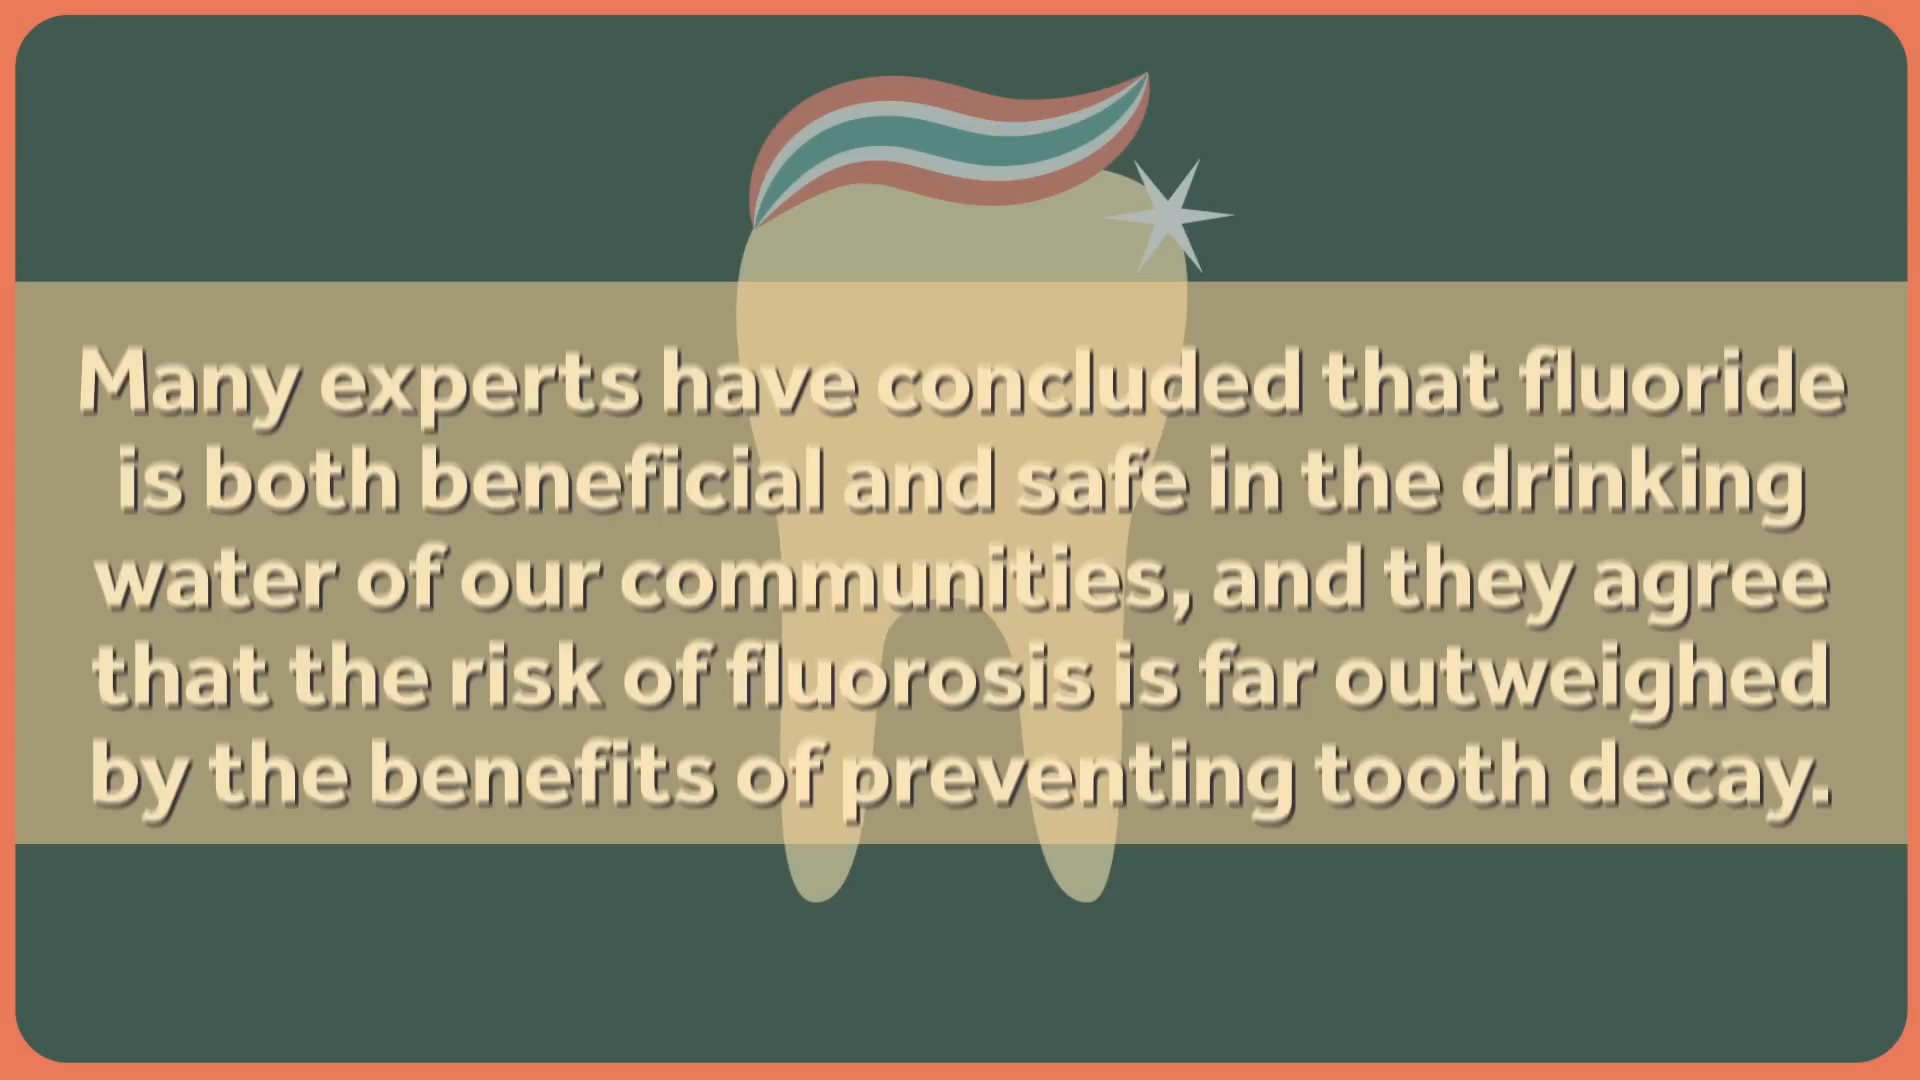 Many experts have concluded that fluoride
is both beneficial and safe in the drinking
water of our communities, and they agree
that the risk of fluorosis is far outweighed
by the benefits of preventing tooth decay.